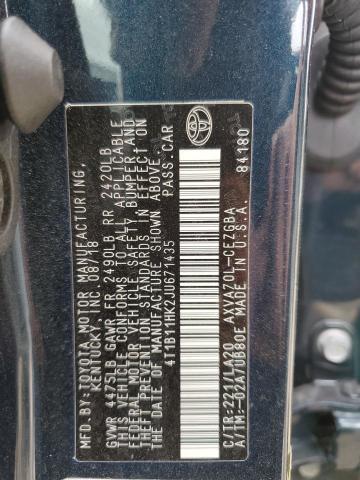 MFD.BY:TOYOTA MOTOR MANUFACTURING,
KENTUCKY, INC. 08/18
GVWR 4475LB GAWR FR 2490LB RR 2420LB
THIS VEHICLE CONFORMS TO ALL APPLICABLE
FEDERAL MOTOR VEHICLE SAFETY, BUMPER, AND
THEFT PREVENTION STANDARDS IN EFFECT ON
THE DATE OF MANUFACTURE SHOWN ABOVE.
4T1B11HKZJU671435 PASS.CAR
C/TR: 221/LA20 AXVA70L-CEZGBA
A/TM:-02A/UB80E MADE IN U.S.A.
84180